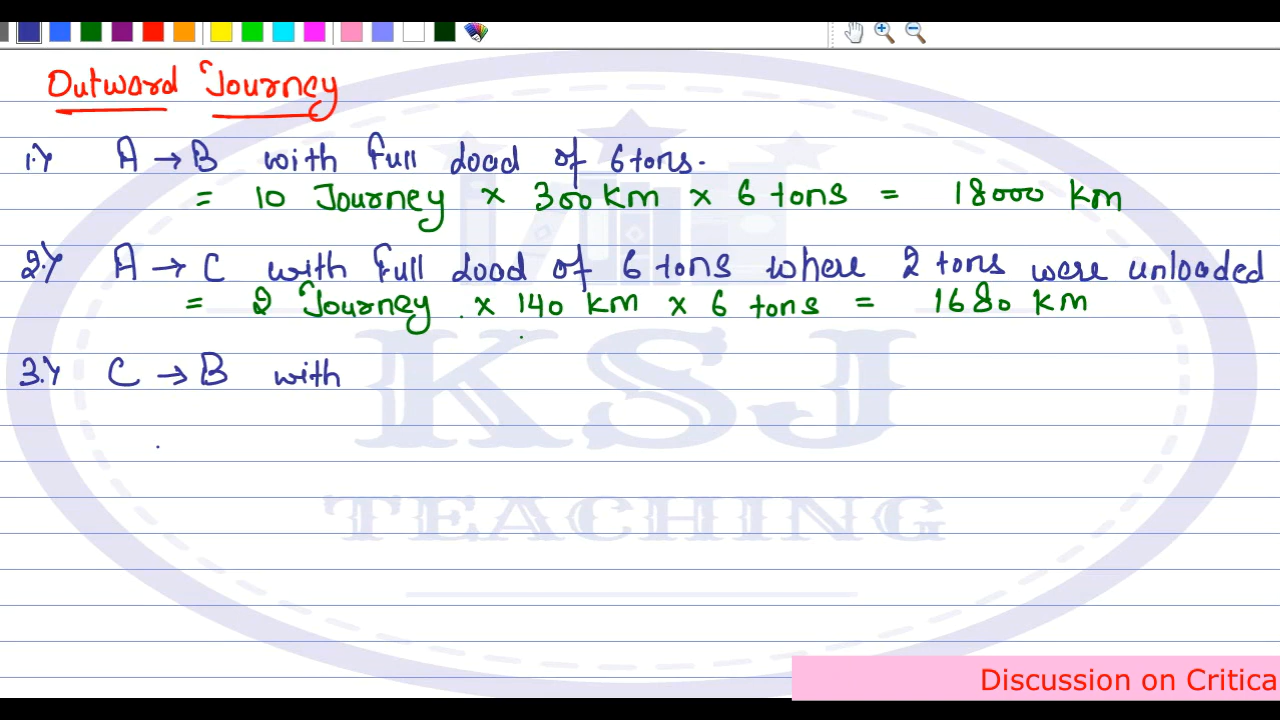 Outward Journey
1.) A → B with full load of 6 tons.
= 10 Journey × 300 km × 6 tons = 18000 km
2.) A → C with full load of 6 tons where 2 tons were unloaded
= 2 Journey × 140 km × 6 tons = 1680 km
3.) C → B with
KSJ
TEACHING
Discussion on Critica